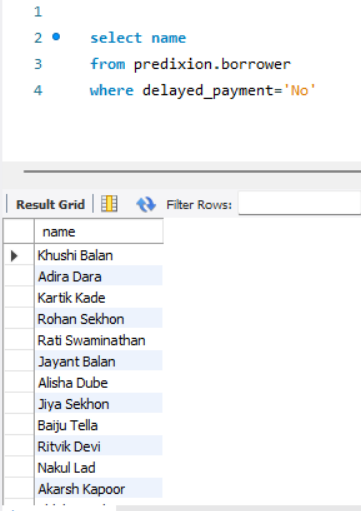 1
2 select name
3 from predixion.borrower
4 where delayed_payment='No'
Result Grid Filter Rows:
name
Khushi Balan
Adira Dara
Kartik Kade
Rohan Sekhon
Rati Swaminathan
Jayant Balan
Alisha Dube
Jiya Sekhon
Baiju Tella
Ritvik Devi
Nakul Lad
Akarsh Kapoor